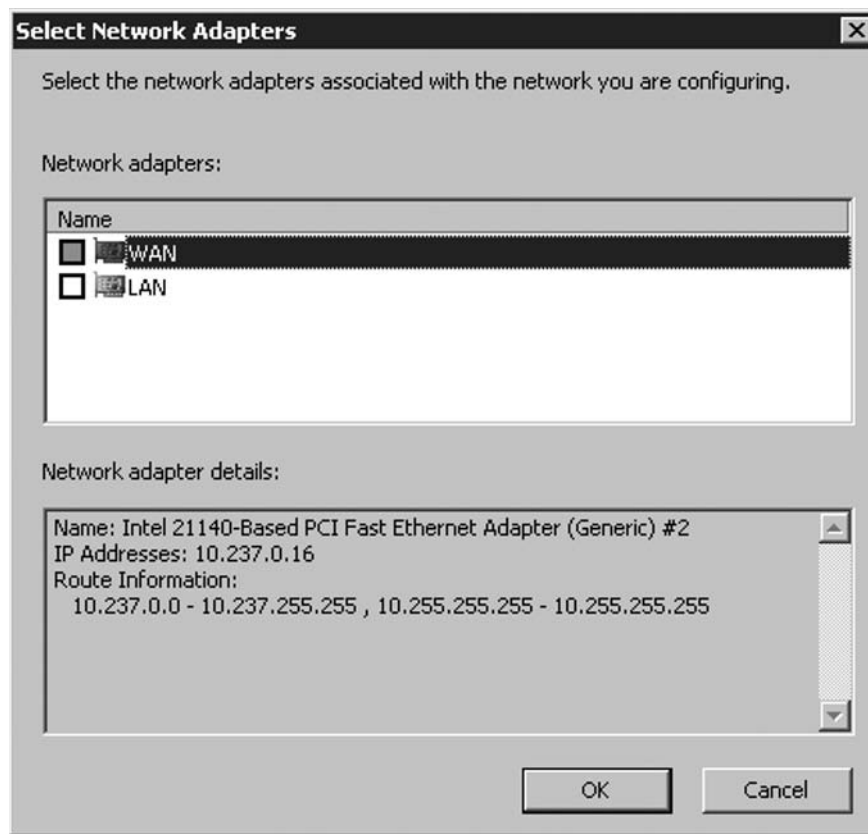 Select Network Adapters
Select the network adapters associated with the network you are configuring.
Network adapters:
Name
WAN
LAN
Network adapter details:
Name: Intel 21140-Based PCI Fast Ethernet Adapter (Generic) #2
IP Addresses: 10.237.0.16
Route Information:
10.237.0.0 - 10.237.255.255 , 10.255.255.255 - 10.255.255.255
OK
Cancel